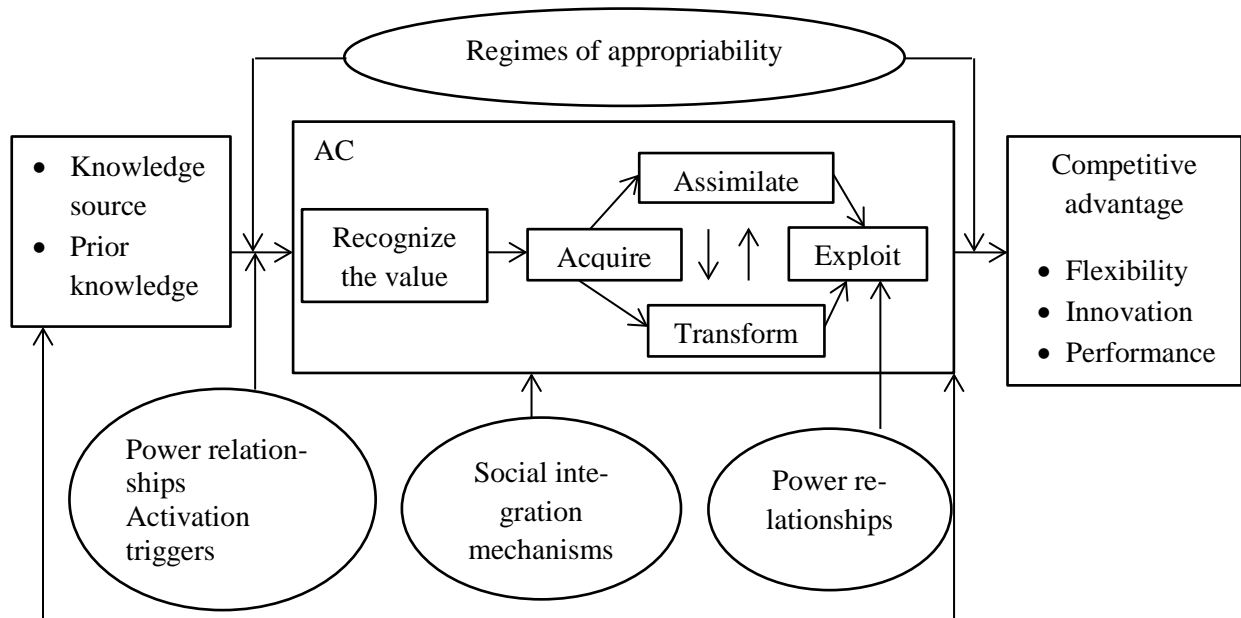 Regimes of appropriability
• Knowledge
source
• Prior
knowledge
AC
Recognize
the value
Acquire
Assimilate
Transform
Exploit
Competitive
advantage
• Flexibility
• Innovation
• Performance
Power relation-
ships
Activation
triggers
Social inte-
gration
mechanisms
Power re-
lationships